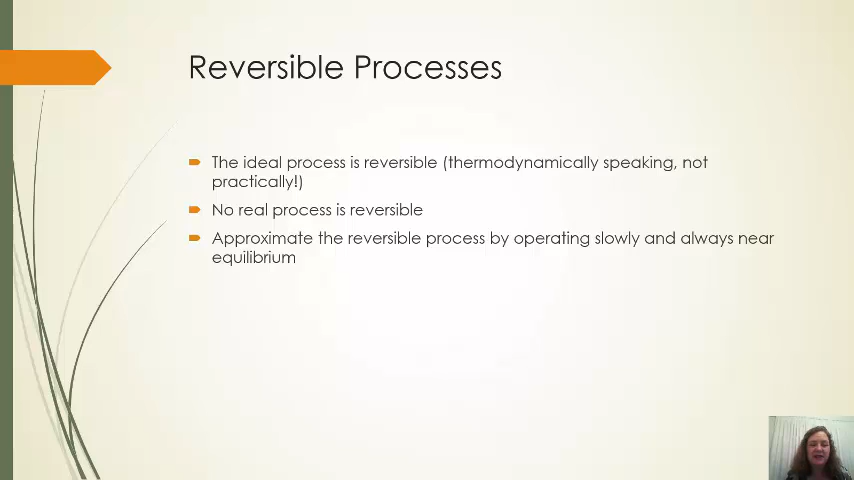 Reversible Processes
The ideal process is reversible (thermodynamically speaking, not
practically!)
No real process is reversible
Approximate the reversible process by operating slowly and always near
equilibrium